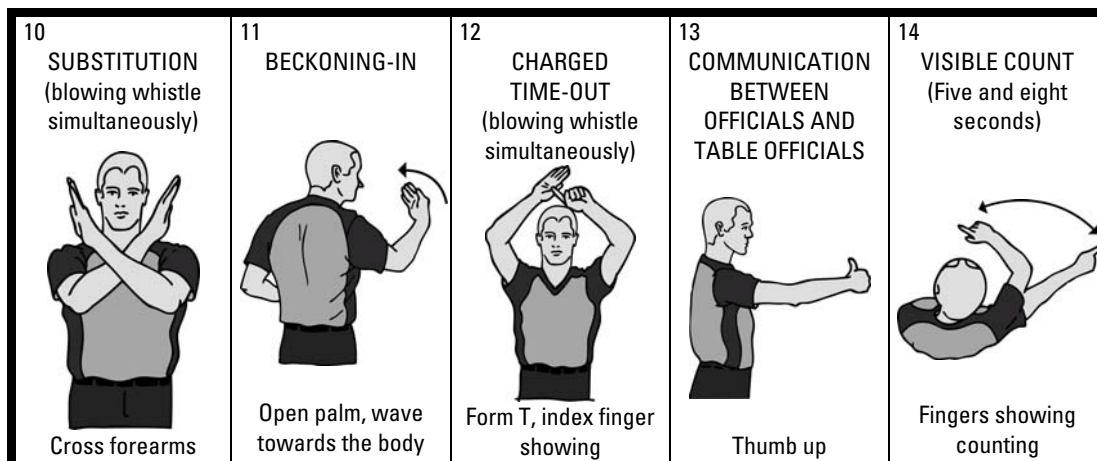 10
SUBSTITUTION
(blowing whistle
simultaneously)
Cross forearms
11
BECKONING-IN
Open palm, wave
towards the body
12
CHARGED
TIME-OUT
(blowing whistle
simultaneously)
Form T, index finger
showing
13
COMMUNICATION
BETWEEN
OFFICIALS AND
TABLE OFFICIALS
Thumb up
14
VISIBLE COUNT
(Five and eight
seconds)
Fingers showing
counting